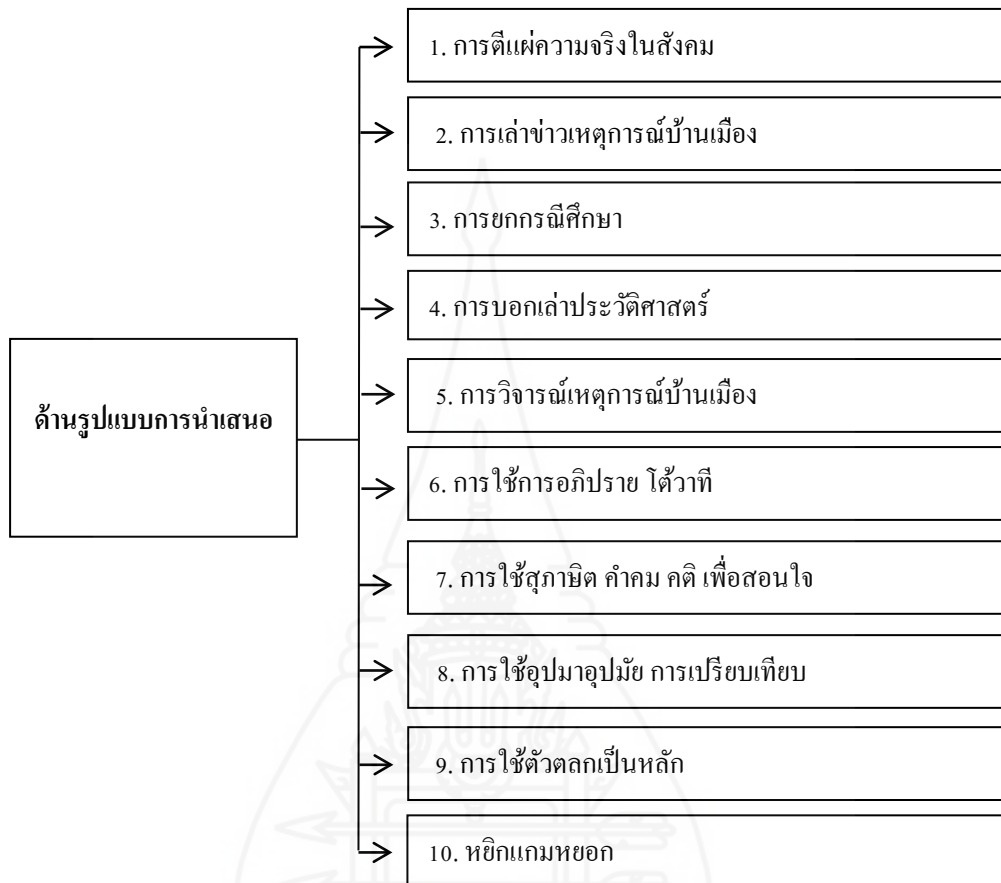 1. การตีแผ่ความจริงในสังคม
2. การเล่าข่าวเหตุการณ์บ้านเมือง
3. การยกกรณีศึกษา
4. การบอกเล่าประวัติศาสตร์
ด้านรูปแบบการนำเสนอ
5. การวิจารณ์เหตุการณ์บ้านเมือง
6. การใช้การอภิปราย โต้วาที
7. การใช้สุภาษิต คำคม คติ เพื่อสอนใจ
8. การใช้อุปมาอุปมัย การเปรียบเทียบ
9. การใช้ตัวตลกเป็นหลัก
10. หยิกแกมหยอก